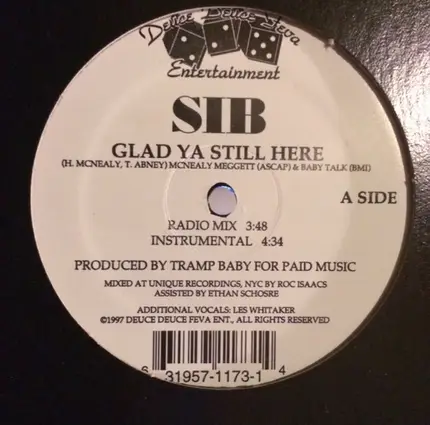 Deuce Deuce Feva
Entertainment
SIB
GLAD YA STILL HERE
(H. MCNEALY, T. ABNEY) MCNEALY MEGGETT (ASCAP) & BABY TALK (BMI)
A SIDE
RADIO MIX 3:48
INSTRUMENTAL 4:34
PRODUCED BY TRAMP BABY FOR PAID MUSIC
MIXED AT UNIQUE RECORDINGS, NYC BY ROC ISAACS
ASSISTED BY ETHAN SCHOSRE
ADDITIONAL VOCALS: LES WHITAKER
©1997 DEUCE DEUCE FEVA ENT., ALL RIGHTS RESERVED
6 31957-1173-1 4